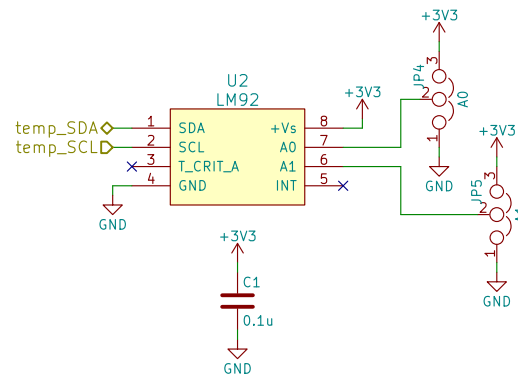 +3V3
JP4
3
2
1
A0
GND
U2
LM92
+3V3
temp_SDA 1 SDA +Vs 8
temp_SCL 2 SCL A0 7
3 T_CRIT_A A1 6
4 GND INT 5
GND
+3V3
JP5
3
2
1
GND
+3V3
C1
0.1u
GND